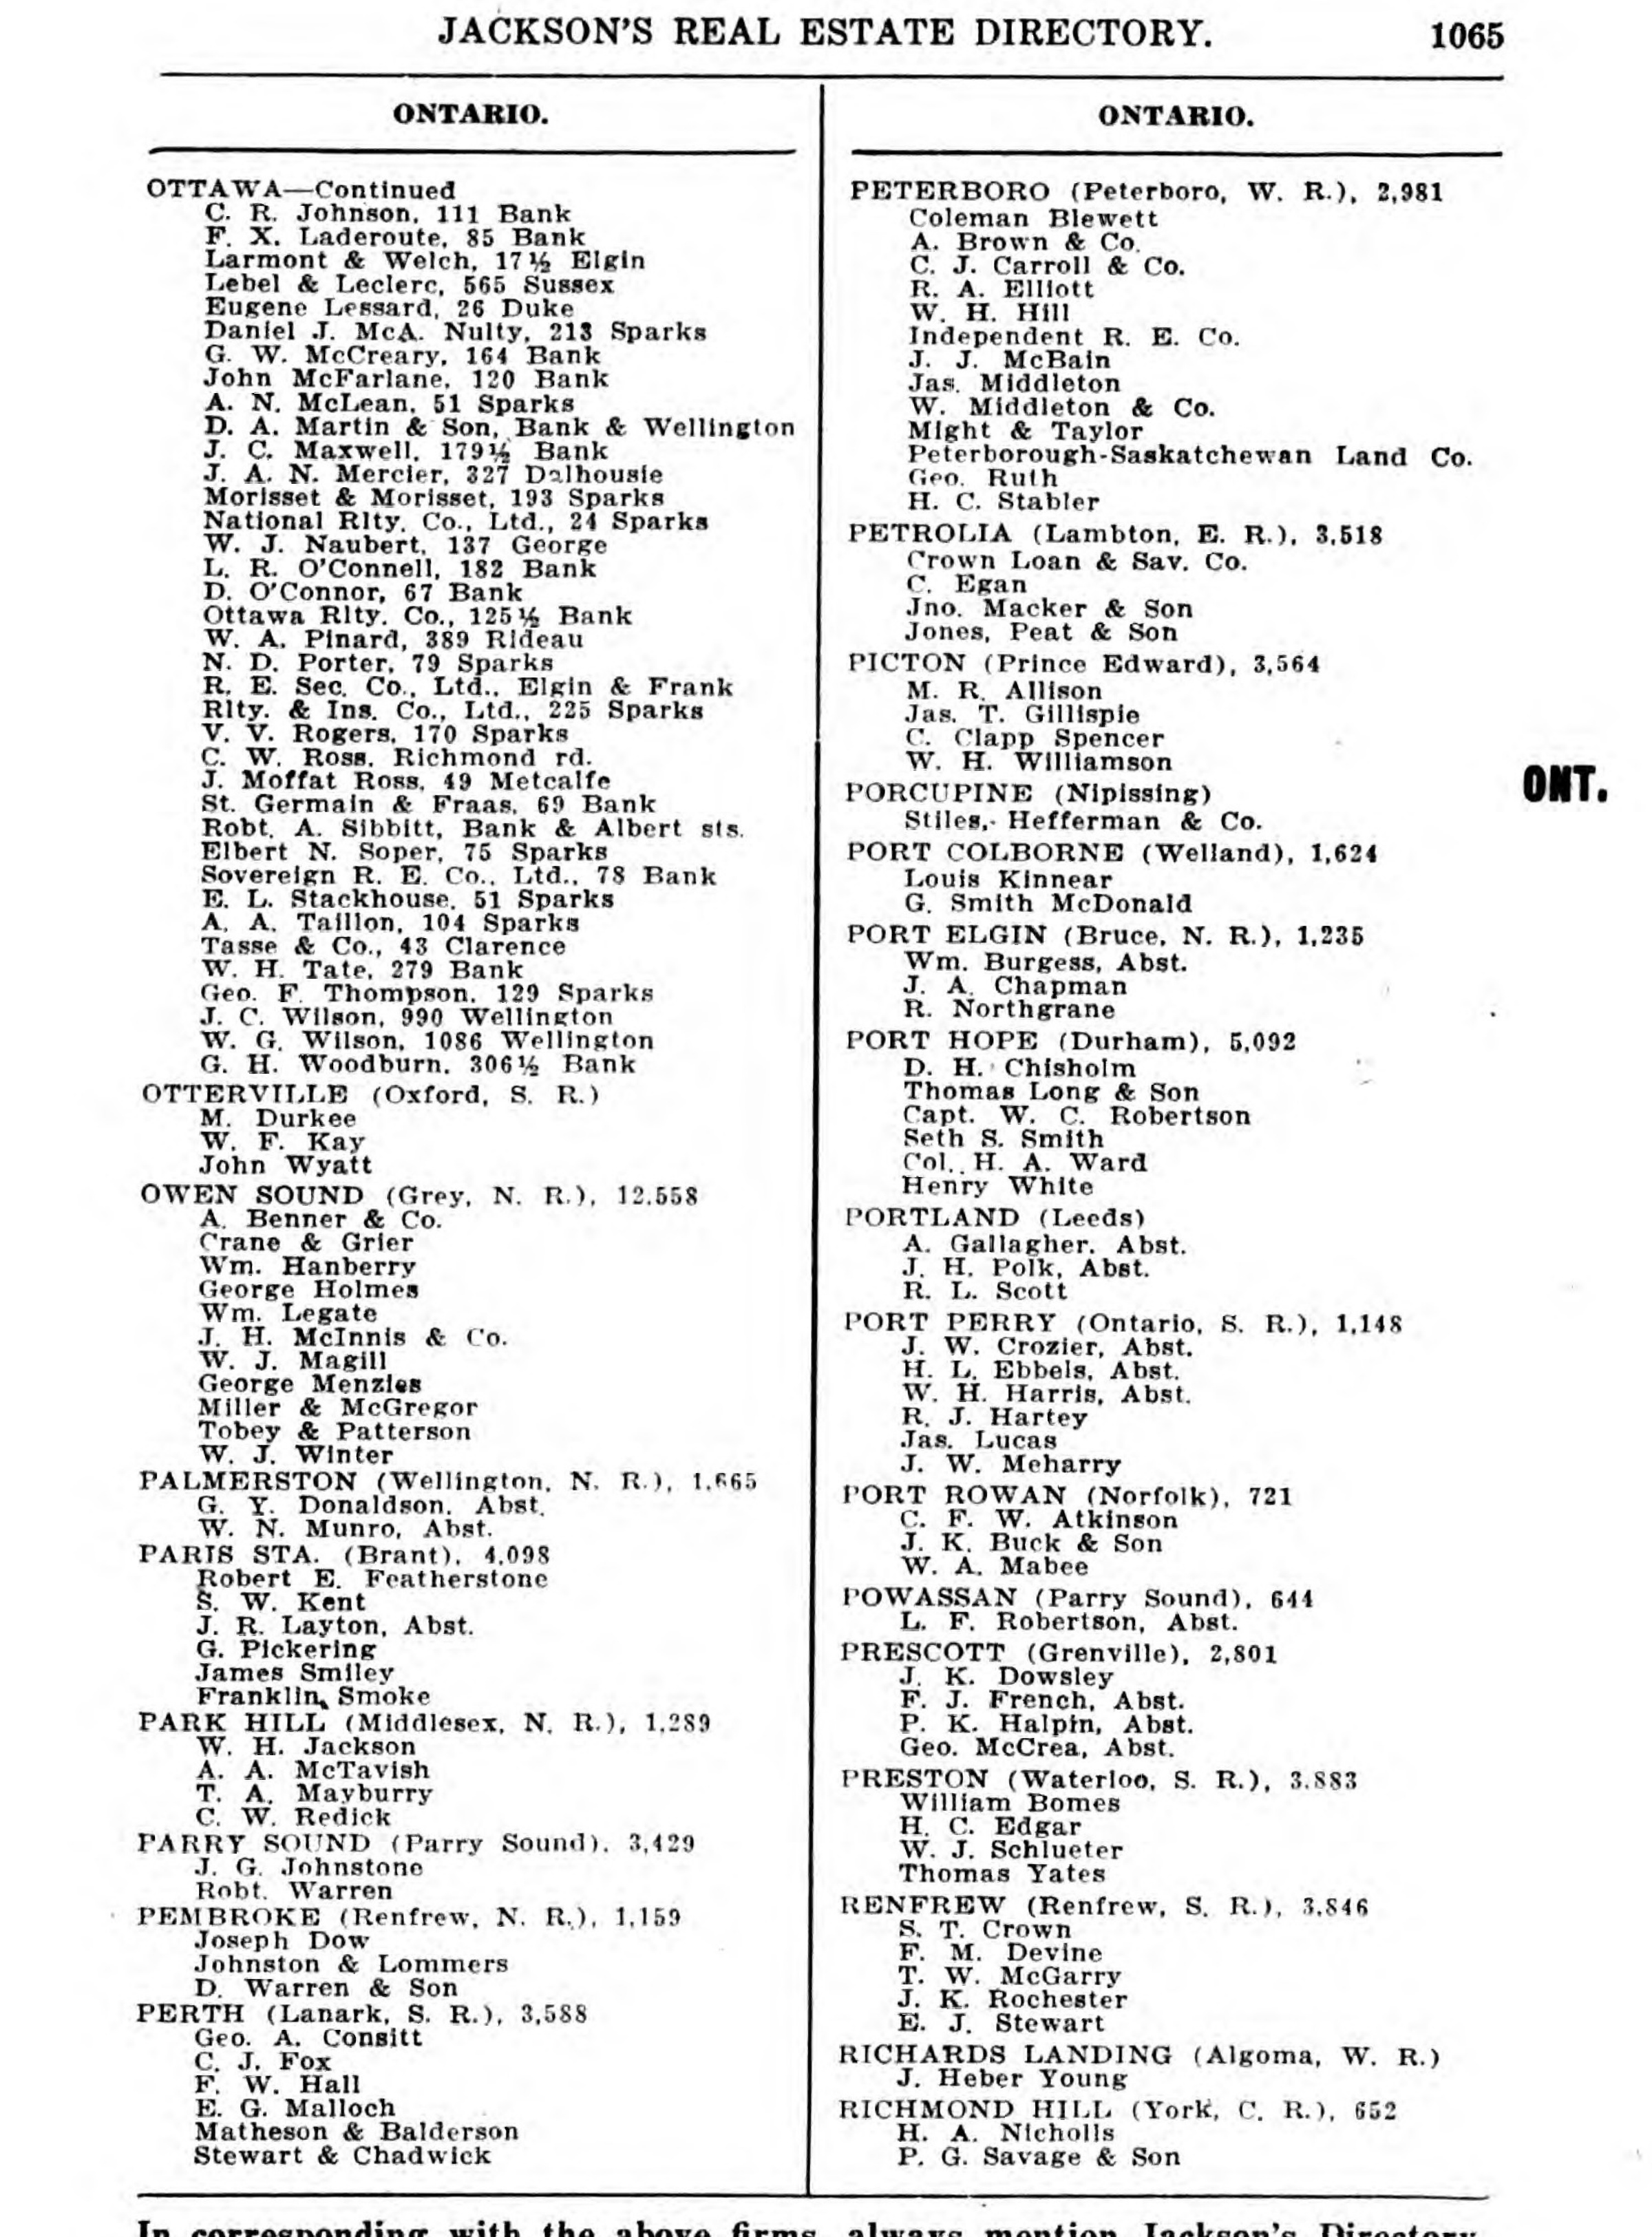 JACKSON'S REAL ESTATE DIRECTORY. 1065
ONTARIO.
OTTAWA—Continued
C. R. Johnson, 111 Bank
F. X. Laderoute, 85 Bank
Larmont & Welch, 17½ Elgin
Lebel & Leclerc, 565 Sussex
Eugene Lessard, 26 Duke
Daniel J. McA. Nulty, 213 Sparks
G. W. McCreary, 164 Bank
John McFarlane, 120 Bank
A. N. McLean, 51 Sparks
D. A. Martin & Son, Bank & Wellington
J. C. Maxwell, 179½ Bank
J. A. N. Mercier, 327 Dalhousie
Morisset & Morisset, 193 Sparks
National Rlty. Co., Ltd., 24 Sparks
W. J. Naubert, 137 George
L. R. O'Connell, 182 Bank
D. O'Connor, 67 Bank
Ottawa Rlty. Co., 125½ Bank
W. A. Pinard, 389 Rideau
N. D. Porter, 79 Sparks
R. E. Sec. Co., Ltd., Elgin & Frank
Rlty. & Ins. Co., Ltd., 225 Sparks
V. V. Rogers, 170 Sparks
C. W. Ross, Richmond rd.
J. Moffat Ross, 49 Metcalfe
St. Germain & Fraas, 69 Bank
Robt. A. Sibbitt, Bank & Albert sts.
Elbert N. Soper, 75 Sparks
Sovereign R. E. Co., Ltd., 78 Bank
E. L. Stackhouse, 51 Sparks
A. A. Taillon, 104 Sparks
Tasse & Co., 43 Clarence
W. H. Tate, 279 Bank
Geo. F. Thompson, 129 Sparks
J. C. Wilson, 990 Wellington
W. G. Wilson, 1086 Wellington
G. H. Woodburn, 306½ Bank
OTTERVILLE (Oxford, S. R.)
M. Durkee
W. F. Kay
John Wyatt
OWEN SOUND (Grey, N. R.), 12,558
A. Benner & Co.
Crane & Grier
Wm. Hanberry
George Holmes
Wm. Legate
J. H. McInnis & Co.
W. J. Magill
George Menzies
Miller & McGregor
Tobey & Patterson
W. J. Winter
PALMERSTON (Wellington, N. R.), 1,665
G. Y. Donaldson, Abst.
W. N. Munro, Abst.
PARIS STA. (Brant), 4,098
Robert E. Featherstone
S. W. Kent
J. R. Layton, Abst.
G. Pickering
James Smiley
Franklin Smoke
PARK HILL (Middlesex, N. R.), 1,289
W. H. Jackson
A. A. McTavish
T. A. Mayburry
C. W. Redick
PARRY SOUND (Parry Sound), 3,429
J. G. Johnstone
Robt. Warren
PEMBROKE (Renfrew, N. R.), 1,159
Joseph Dow
Johnston & Lommers
D. Warren & Son
PERTH (Lanark, S. R.), 3,588
Geo. A. Consitt
C. J. Fox
F. W. Hall
E. G. Malloch
Matheson & Balderson
Stewart & Chadwick
ONTARIO.
PETERBORO (Peterboro, W. R.), 2,981
Coleman Blewett
A. Brown & Co.
C. J. Carroll & Co.
R. A. Elliott
W. H. Hill
Independent R. E. Co.
J. J. McBain
Jas. Middleton
W. Middleton & Co.
Might & Taylor
Peterborough-Saskatchewan Land Co.
Geo. Ruth
H. C. Stabler
PETROLIA (Lambton, E. R.), 3,518
Crown Loan & Sav. Co.
C. Egan
Jno. Macker & Son
Jones, Peat & Son
PICTON (Prince Edward), 3,564
M. R. Allison
Jas. T. Gillispie
C. Clapp Spencer
W. H. Williamson
PORCUPINE (Nipissing)
Stiles, Hefferman & Co.
PORT COLBORNE (Welland), 1,624
Louis Kinnear
G. Smith McDonald
PORT ELGIN (Bruce, N. R.), 1,235
Wm. Burgess, Abst.
J. A. Chapman
R. Northgrane
PORT HOPE (Durham), 5,092
D. H. Chisholm
Thomas Long & Son
Capt. W. C. Robertson
Seth S. Smith
Col. H. A. Ward
Henry White
PORTLAND (Leeds)
A. Gallagher, Abst.
J. H. Polk, Abst.
R. L. Scott
PORT PERRY (Ontario, S. R.), 1,148
J. W. Crozier, Abst.
H. L. Ebbels, Abst.
W. H. Harris, Abst.
R. J. Hartey
Jas. Lucas
J. W. Meharry
PORT ROWAN (Norfolk), 721
C. F. W. Atkinson
J. K. Buck & Son
W. A. Mabee
POWASSAN (Parry Sound), 644
L. F. Robertson, Abst.
PRESCOTT (Grenville), 2,801
J. K. Dowsley
F. J. French, Abst.
P. K. Halpin, Abst.
Geo. McCrea, Abst.
PRESTON (Waterloo, S. R.), 3,883
William Bomes
H. C. Edgar
W. J. Schlueter
Thomas Yates
RENFREW (Renfrew, S. R.), 3,846
S. T. Crown
F. M. Devine
T. W. McGarry
J. K. Rochester
E. J. Stewart
RICHARDS LANDING (Algoma, W. R.)
J. Heber Young
RICHMOND HILL (York, C. R.), 652
H. A. Nicholls
P. G. Savage & Son
ONT.
In corresponding with the above firms, always mention Jackson's Directory